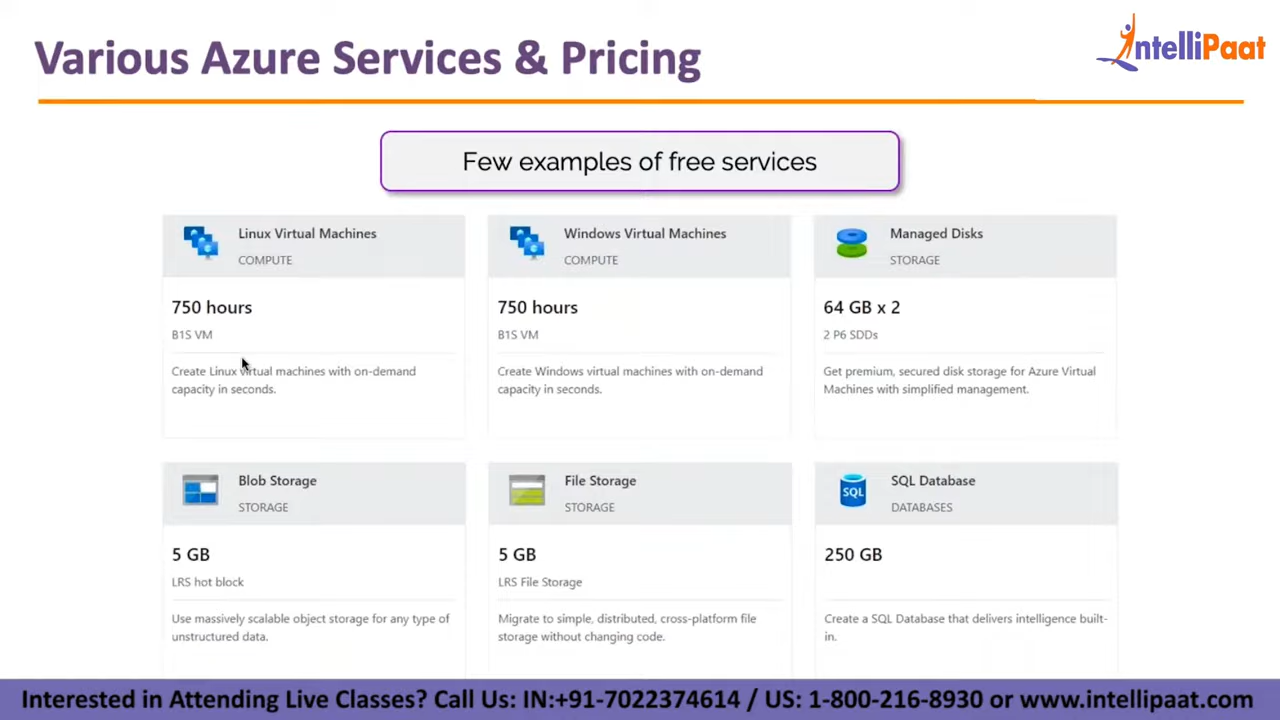 Various Azure Services & Pricing
IntelliPaat
Few examples of free services
Linux Virtual Machines
COMPUTE
750 hours
B1S VM
Create Linux virtual machines with on-demand
capacity in seconds.
Windows Virtual Machines
COMPUTE
750 hours
B1S VM
Create Windows virtual machines with on-demand
capacity in seconds.
Managed Disks
STORAGE
64 GB x 2
2 P6 SDDs
Get premium, secured disk storage for Azure Virtual
Machines with simplified management.
Blob Storage
STORAGE
5 GB
LRS hot block
Use massively scalable object storage for any type of
unstructured data.
File Storage
STORAGE
5 GB
LRS File Storage
Migrate to simple, distributed, cross-platform file
storage without changing code.
SQL Database
DATABASES
SQL
250 GB
Create a SQL Database that delivers intelligence built-
in.
Interested in Attending Live Classes? Call Us: IN:+91-7022374614 / US: 1-800-216-8930 or www.intellipaat.com